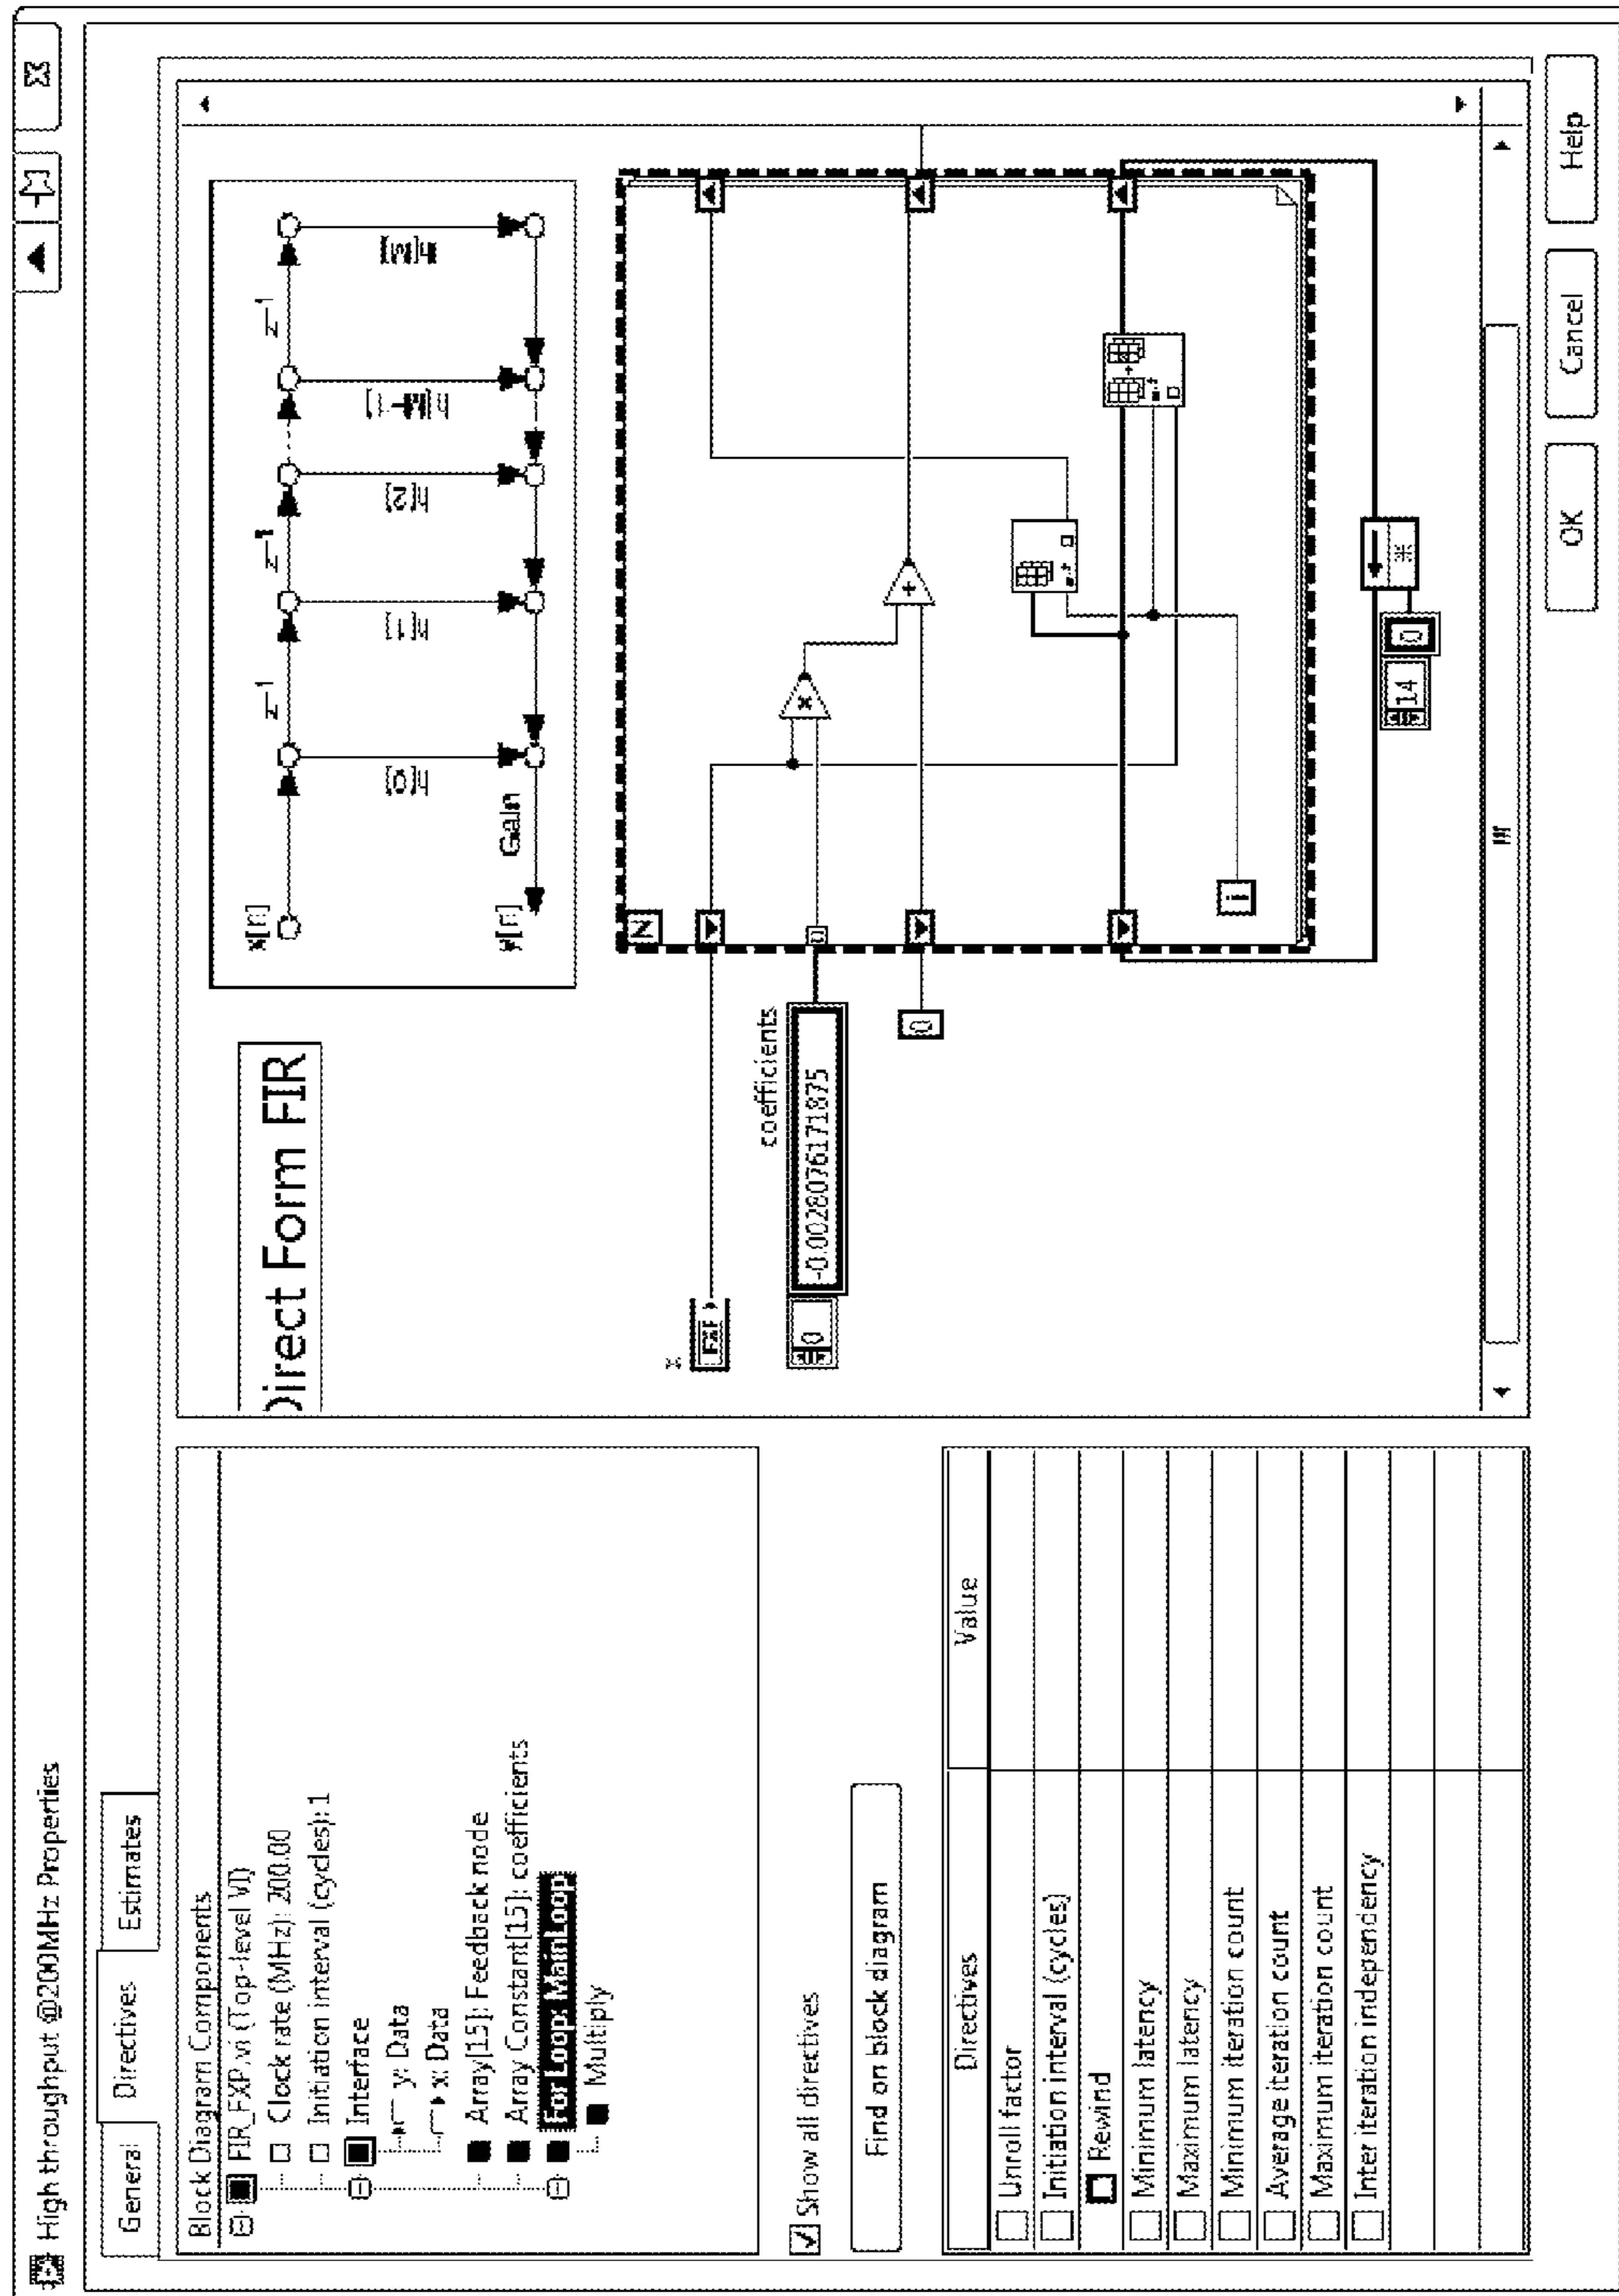 High throughput @200MHz Properties
General
Directives
Estimates
Block Diagram Components
FIR_FXP.vi (Top-level VI)
Clock rate (MHz): 200.00
Initiation interval (cycles): 1
Interface
y: Data
x: Data
Array[15]: Feedback node
Array Constant[15]: coefficients
For Loop: MainLoop
Multiply
Show all directives
Find on block diagram
Directives
Value
Unroll factor
Initiation interval (cycles)
Rewind
Minimum latency
Maximum latency
Minimum iteration count
Average iteration count
Maximum iteration count
Inter iteration independency
Direct Form FIR
x[n]
z-1
z-1
z-1
h[0]
h[1]
h[2]
h[M-1]
h[M]
y[n]
Gain
x
FXP
coefficients
0
-0.0028076171875
0
N
i
14
0
OK
Cancel
Help